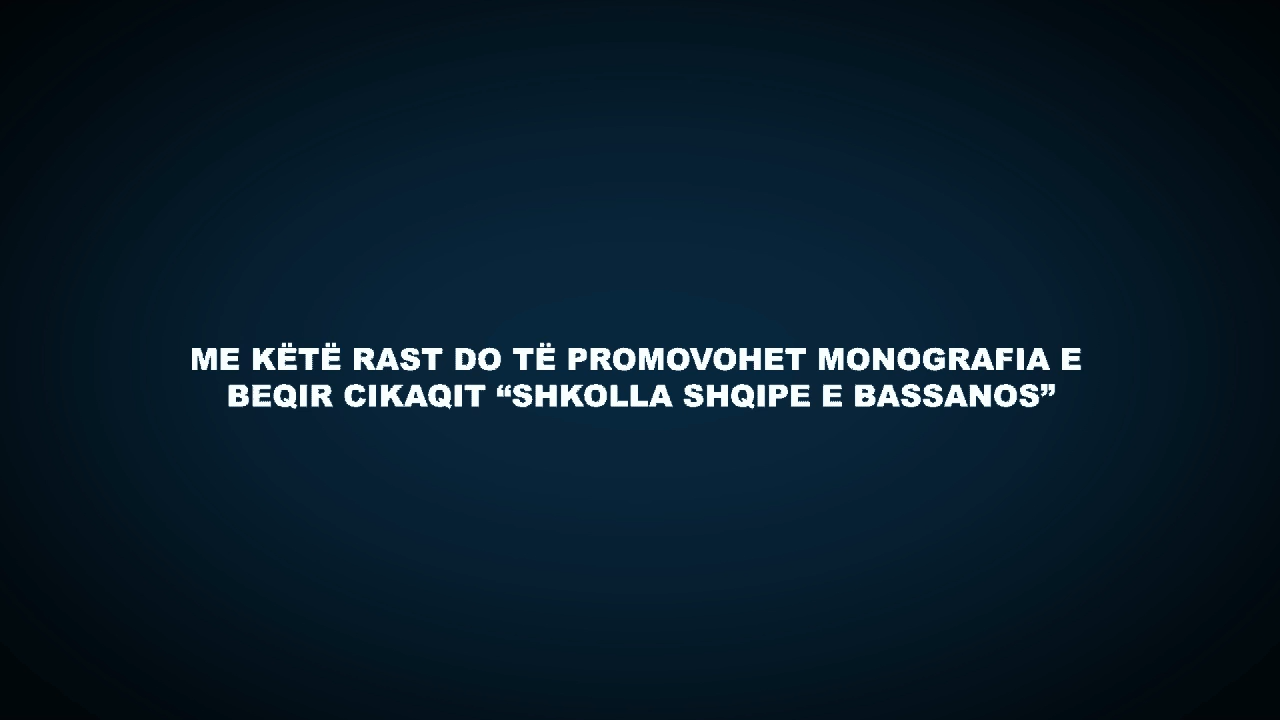 ME KËTË RAST DO TË PROMOVOHET MONOGRAFIA E
BEQIR CIKAQIT “SHKOLLA SHQIPE E BASSANOS”